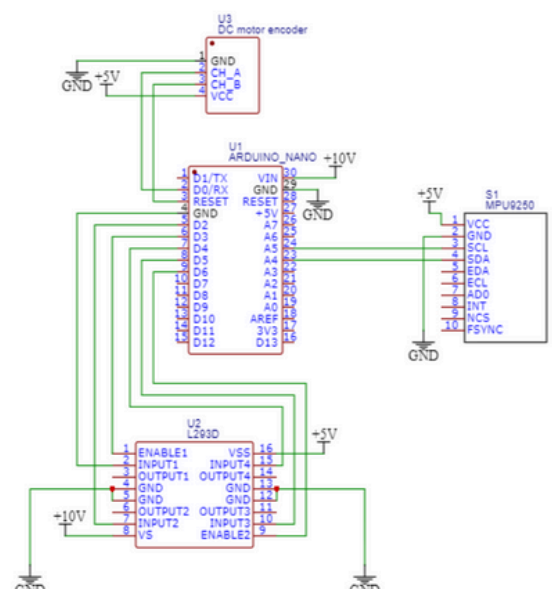 U3
DC motor encoder
1 GND
2 CH_A
3 CH_B
4 VCC
GND
+5V
U1
ARDUINO_NANO
1 D1/TX VIN 30
2 D0/RX GND 29
3 RESET RESET 28
4 GND +5V 27
5 D2 A7 26
6 D3 A6 25
7 D4 A5 24
8 D5 A4 23
9 D6 A3 22
10 D7 A2 21
11 D8 A1 20
12 D9 A0 19
13 D10 AREF 18
14 D11 3V3 17
15 D12 D13 16
+10V
GND
+5V
S1
MPU9250
1 VCC
2 GND
3 SCL
4 SDA
5 EDA
6 ECL
7 AD0
8 INT
9 NCS
10 FSYNC
GND
U2
L293D
1 ENABLE1 VSS 16
2 INPUT1 INPUT4 15
3 OUTPUT1 OUTPUT4 14
4 GND GND 13
5 GND GND 12
6 OUTPUT2 OUTPUT3 11
7 INPUT2 INPUT3 10
8 VS ENABLE2 9
+5V
+10V
GND
GND